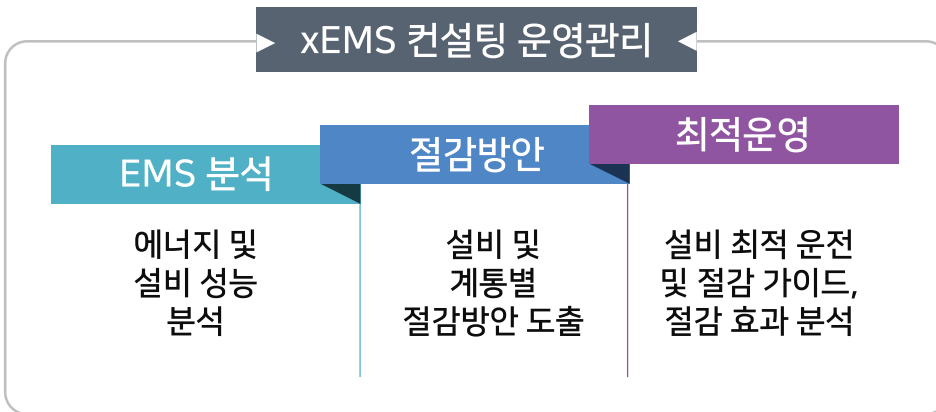 xEMS 컨설팅 운영관리
EMS 분석
절감방안
최적운영
에너지 및
설비 성능
분석
설비 및
계통별
절감방안 도출
설비 최적 운전
및 절감 가이드,
절감 효과 분석